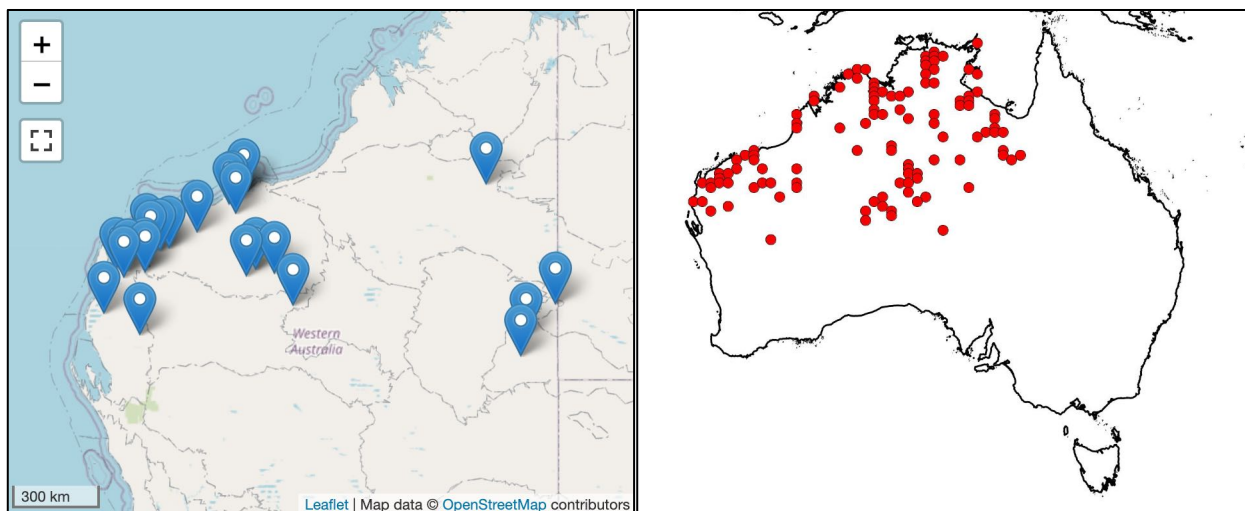 +
−
Western
Australia
300 km
Leaflet | Map data © OpenStreetMap contributors